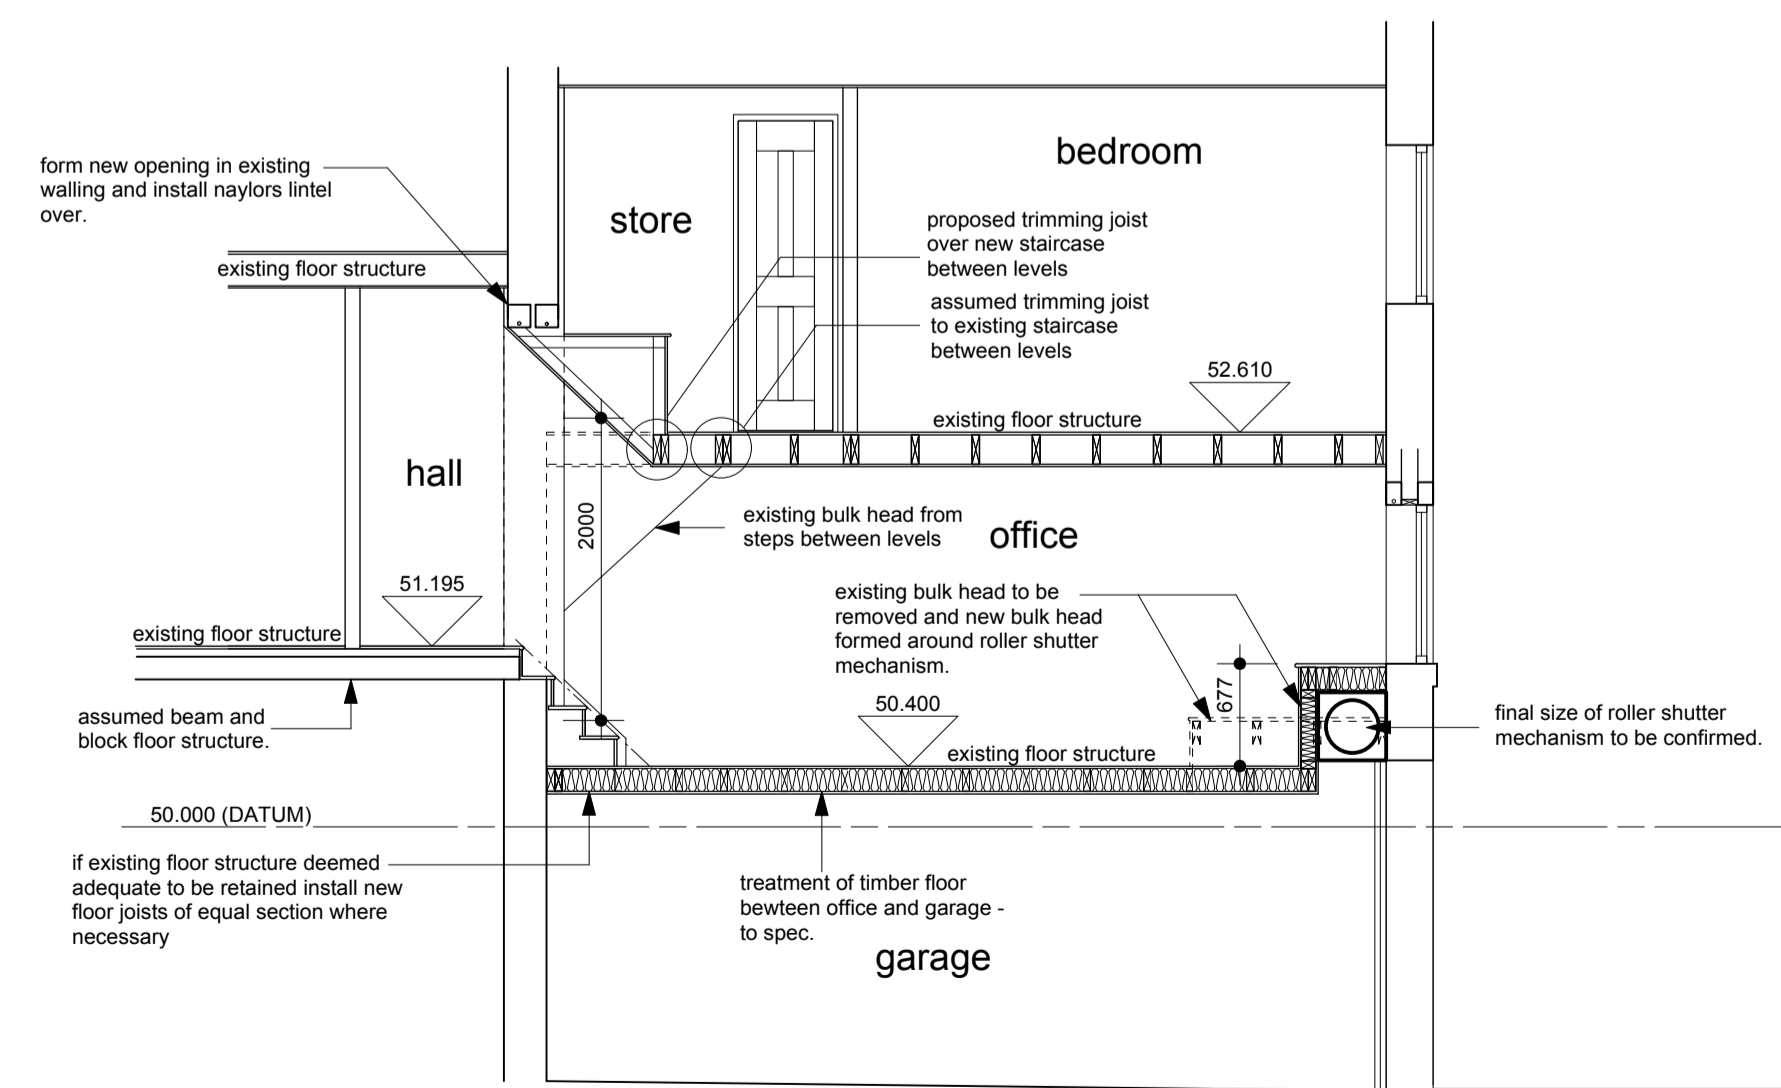 bedroom
form new opening in existing
walling and install naylors lintel
over.
store
proposed trimming joist
over new staircase
between levels
existing floor structure
assumed trimming joist
to existing staircase
between levels
52.610
existing floor structure
hall
2000
existing bulk head from
steps between levels
office
51.195
existing floor structure
existing bulk head to be
removed and new bulk head
formed around roller shutter
mechanism.
677
50.400
existing floor structure
assumed beam and
block floor structure.
final size of roller shutter
mechanism to be confirmed.
50.000 (DATUM)
if existing floor structure deemed
adequate to be retained install new
floor joists of equal section where
necessary
treatment of timber floor
bewteen office and garage -
to spec.
garage